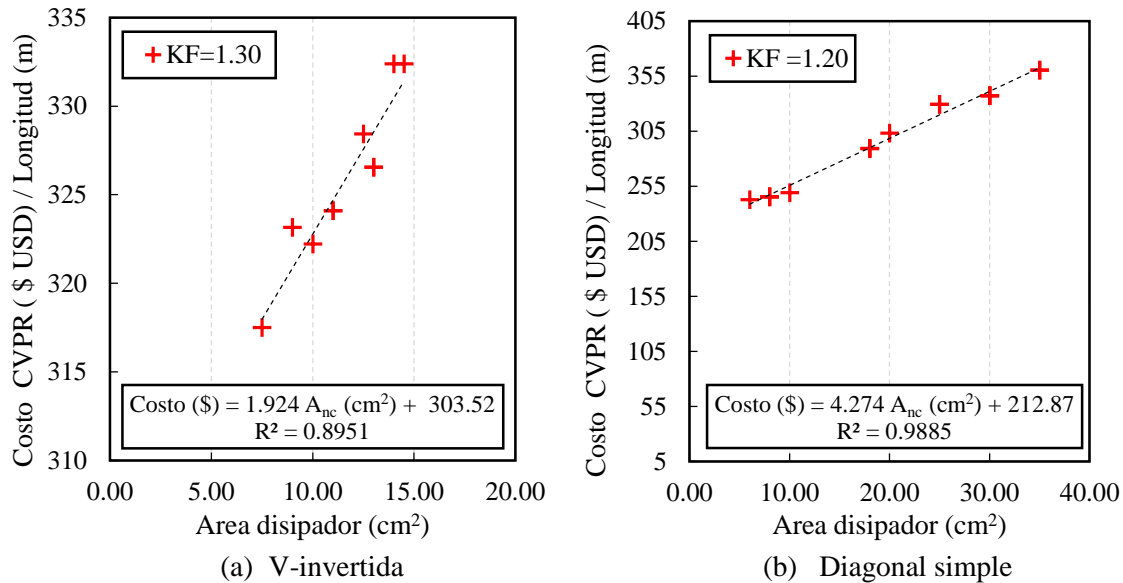 335
330
325
320
315
310
Costo CVPR ( $ USD) / Longitud (m)
KF=1.30
Costo ($) = 1.924 Anc (cm²) + 303.52
R² = 0.8951
0.00 5.00 10.00 15.00 20.00
Area disipador (cm²)
(a) V-invertida
405
355
305
255
205
155
105
55
5
Costo CVPR ( $ USD) / Longitud (m)
KF =1.20
Costo ($) = 4.274 Anc (cm²) + 212.87
R² = 0.9885
0.00 10.00 20.00 30.00 40.00
Area disipador (cm²)
(b) Diagonal simple